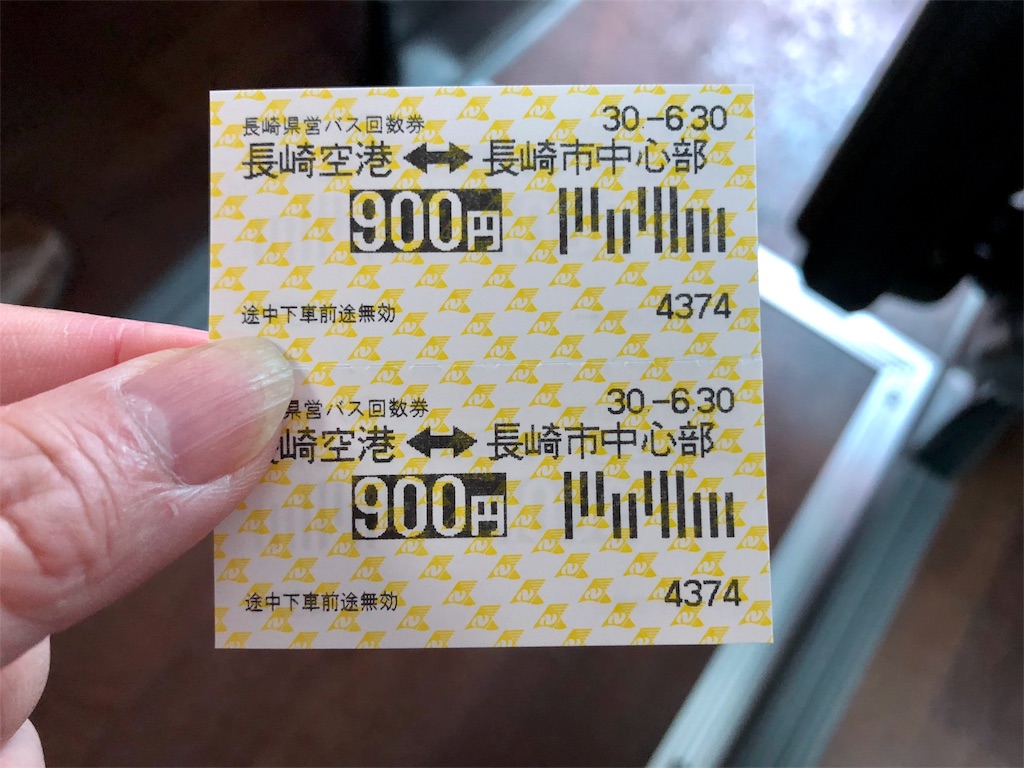 長崎県営バス回数券 30.-6.30
長崎空港 ↔ 長崎市中心部
900円
途中下車前途無効 4374
県営バス回数券 30.-6.30
崎空港 ↔ 長崎市中心部
900円
途中下車前途無効 4374